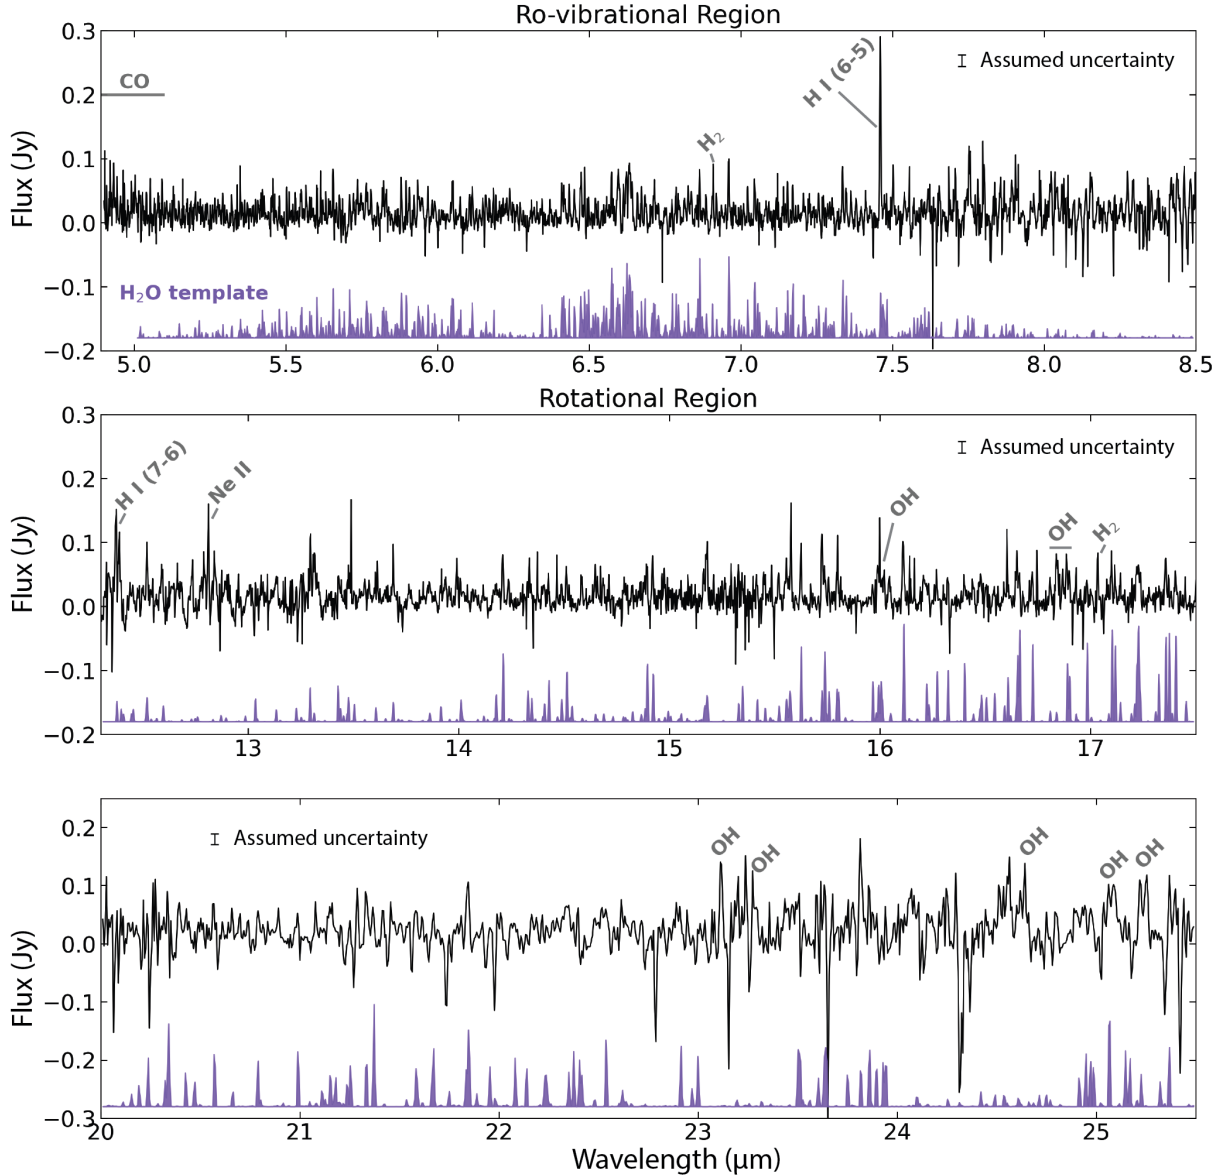 Ro-vibrational Region
0.3
0.2
0.1
0.0
−0.1
−0.2
Flux (Jy)
CO
H₂
H I (6-5)
Assumed uncertainty
H₂O template
5.0 5.5 6.0 6.5 7.0 7.5 8.0 8.5
Rotational Region
0.3
0.2
0.1
0.0
−0.1
−0.2
Flux (Jy)
H I (7-6)
Ne II
Assumed uncertainty
OH
OH
H₂
13 14 15 16 17
0.2
0.1
0.0
−0.1
−0.2
−0.3
Flux (Jy)
Assumed uncertainty
OH
OH
OH
OH
OH
20 21 22 23 24 25
Wavelength (μm)